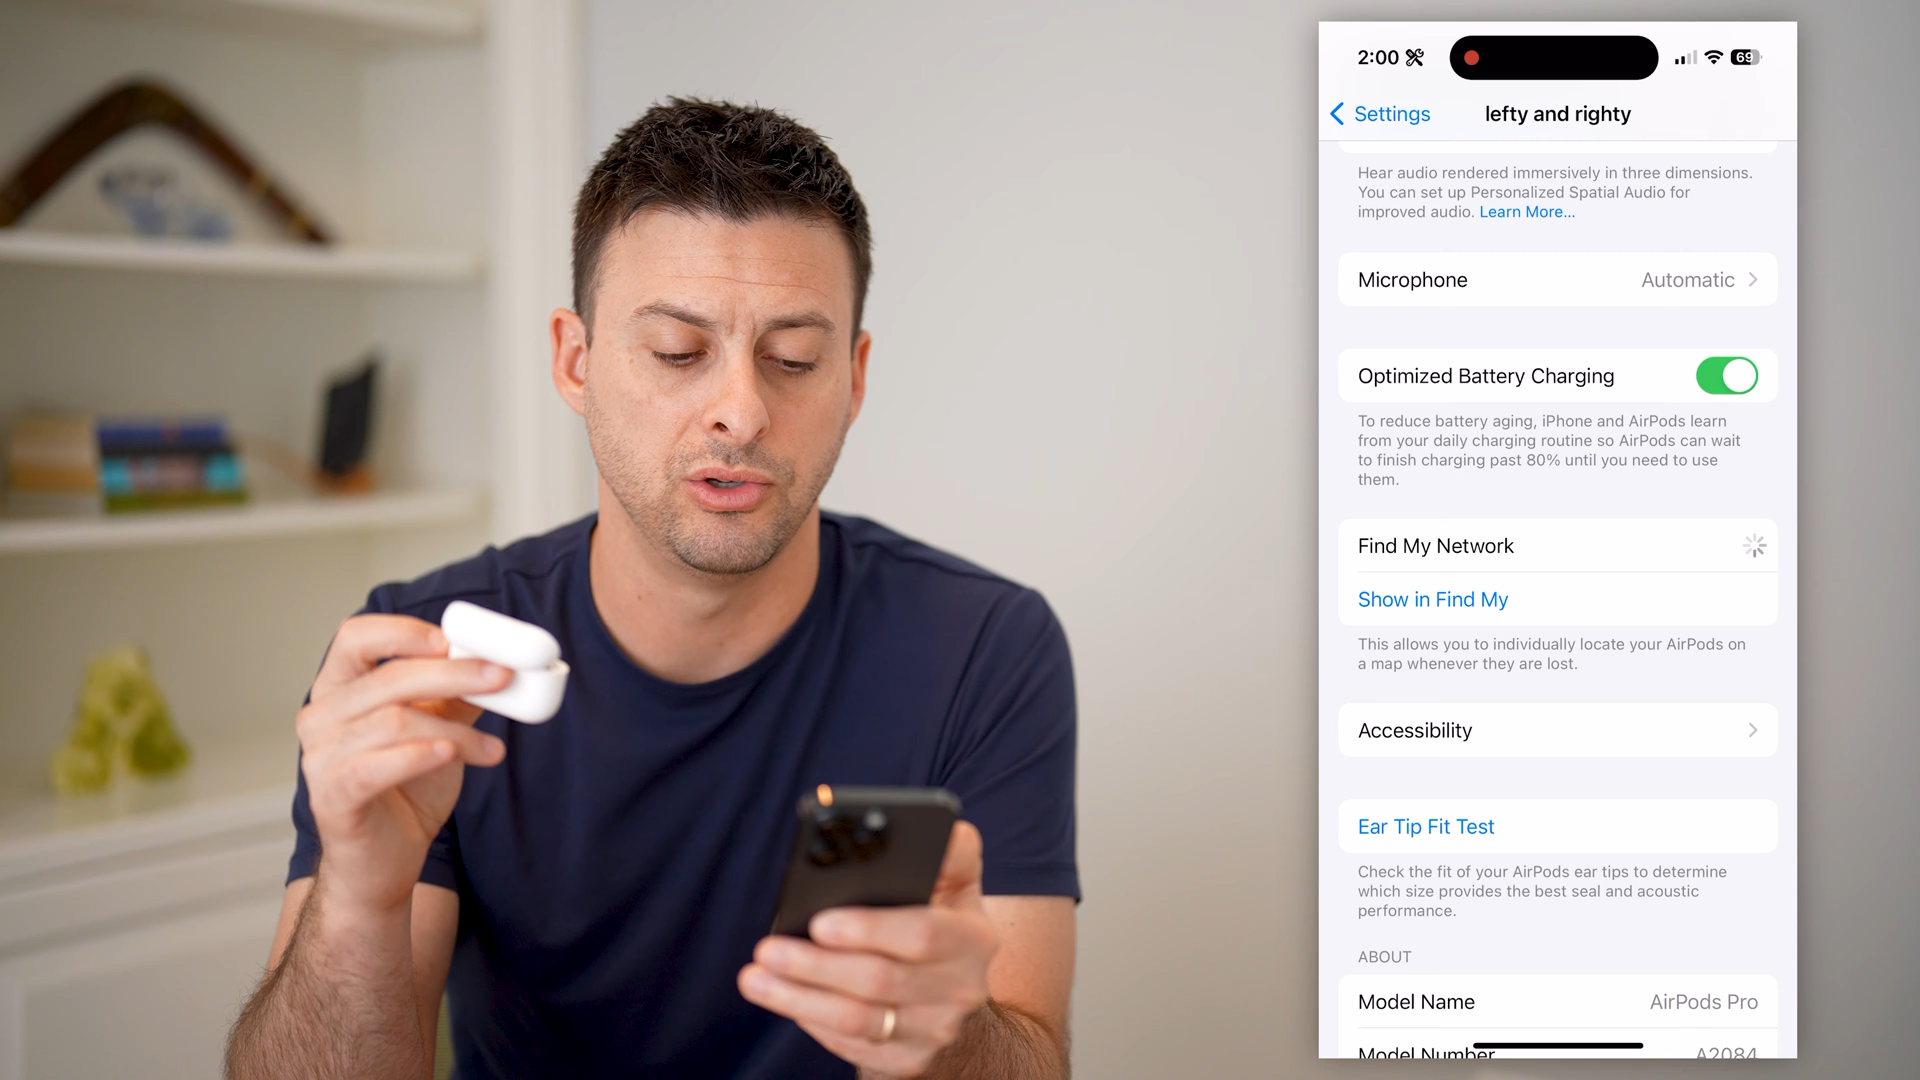 2:00
69
Settings
lefty and righty
Hear audio rendered immersively in three dimensions.
You can set up Personalized Spatial Audio for
improved audio. Learn More...
Microphone
Automatic
Optimized Battery Charging
To reduce battery aging, iPhone and AirPods learn
from your daily charging routine so AirPods can wait
to finish charging past 80% until you need to use
them.
Find My Network
Show in Find My
This allows you to individually locate your AirPods on
a map whenever they are lost.
Accessibility
Ear Tip Fit Test
Check the fit of your AirPods ear tips to determine
which size provides the best seal and acoustic
performance.
ABOUT
Model Name
AirPods Pro
Model Number
A2084